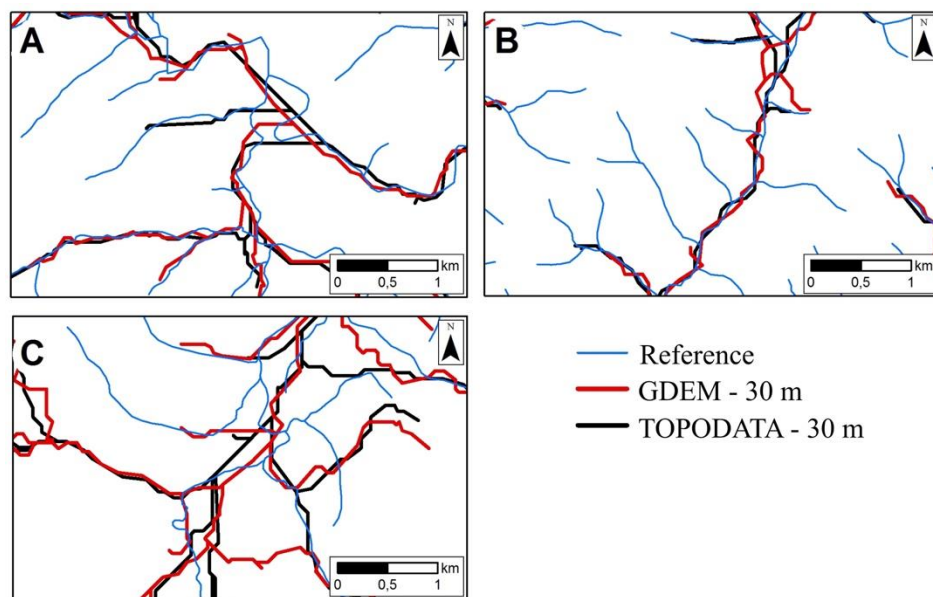 A
N
km
0 0,5 1
B
N
km
0 0,5 1
C
N
km
0 0,5 1
Reference
GDEM - 30 m
TOPODATA - 30 m